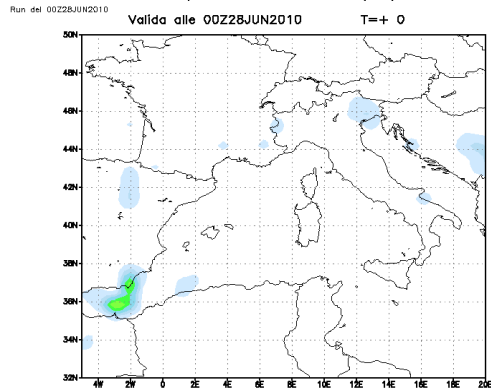 Run del 00Z28JUN2010
Valida alle 00Z28JUN2010 T=+ 0
50N
48N
46N
44N
42N
40N
38N
36N
34N
32N
4W 2W 0 2E 4E 6E 8E 10E 12E 14E 16E 18E 20E